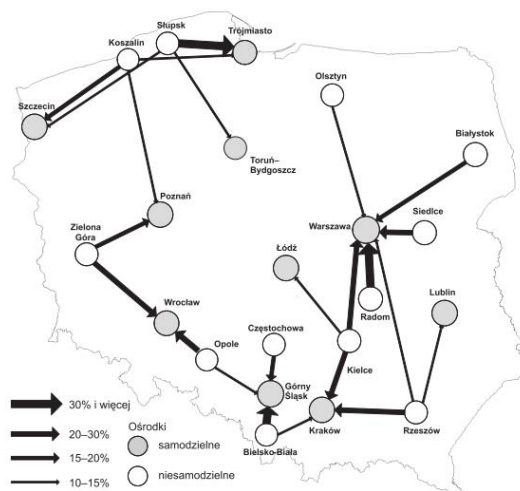 Słupsk
Trójmiasto
Koszalin
Szczecin
Olsztyn
Białystok
Toruń–
Bydgoszcz
Poznań
Siedlce
Warszawa
Zielona
Góra
Łódź
Lublin
Wrocław
Radom
Częstochowa
Opole
Kielce
Górny
Śląsk
Kraków
Rzeszów
Bielsko-Biała
30% i więcej
20–30%
15–20%
10–15%
Ośrodki
samodzielne
niesamodzielne